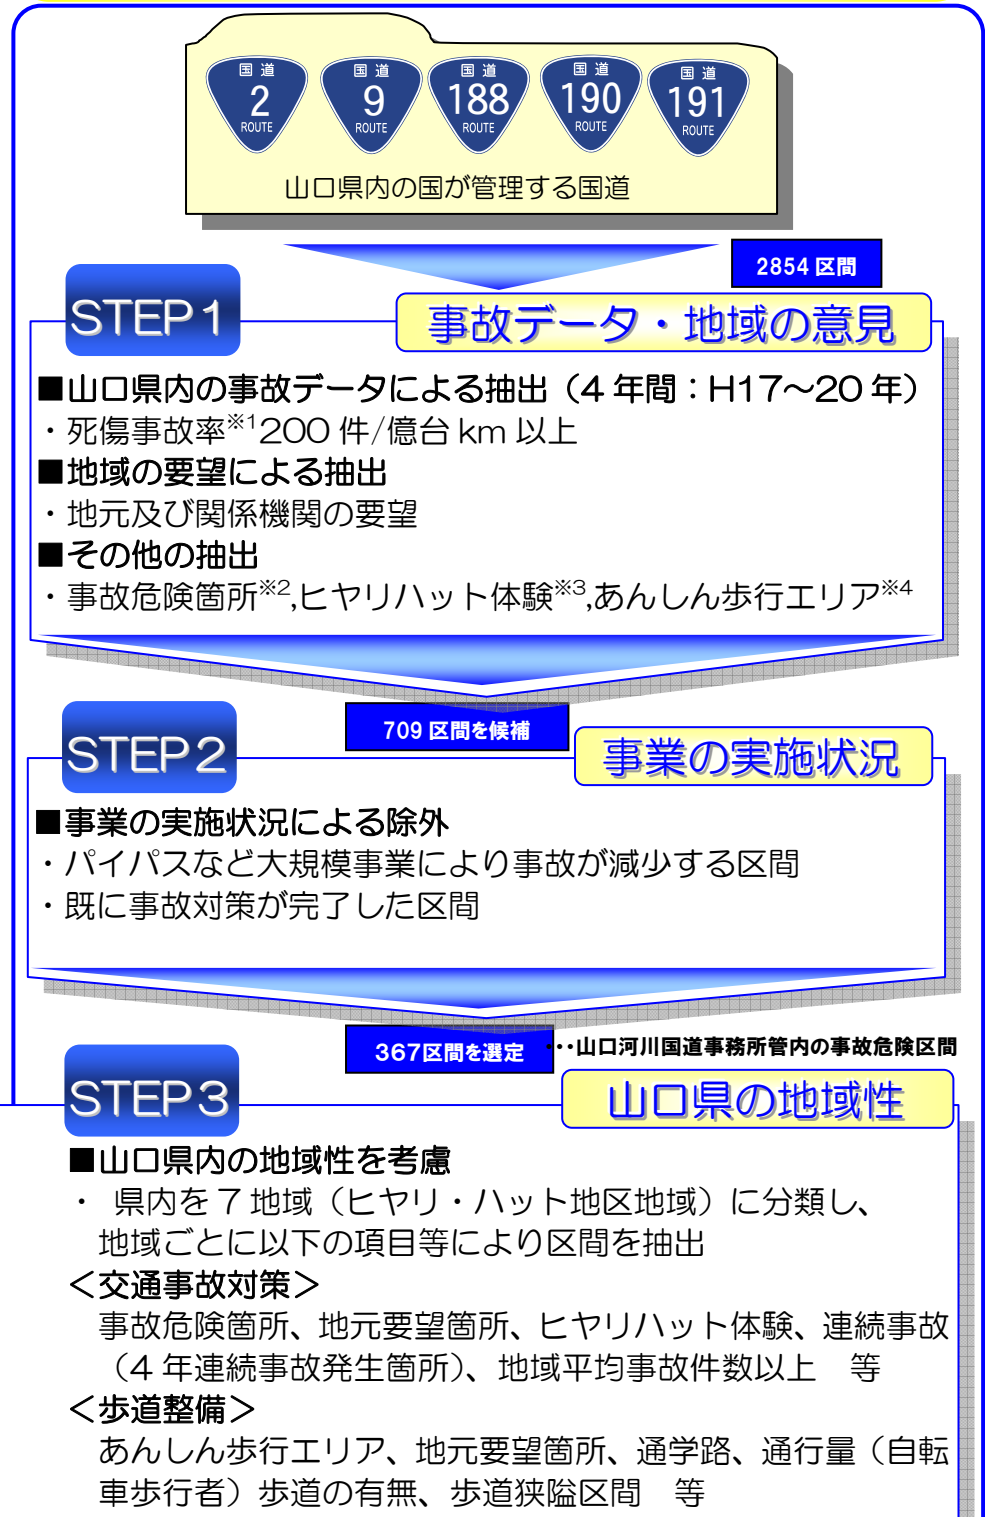 国道 国道 国道 国道 国道
2 9 188 190 191
ROUTE ROUTE ROUTE ROUTE ROUTE
山口県内の国が管理する国道
2854 区間
STEP1
事故データ・地域の意見
■山口県内の事故データによる抽出（4 年間：H17～20 年）
・死傷事故率※1200 件/億台 km 以上
■地域の要望による抽出
・地元及び関係機関の要望
■その他の抽出
・事故危険箇所※2,ヒヤリハット体験※3,あんしん歩行エリア※4
709 区間を候補
STEP2
事業の実施状況
■事業の実施状況による除外
・パイパスなど大規模事業により事故が減少する区間
・既に事故対策が完了した区間
367区間を選定
・・・山口河川国道事務所管内の事故危険区間
STEP3
山口県の地域性
■山口県内の地域性を考慮
・ 県内を 7 地域（ヒヤリ・ハット地区地域）に分類し、
地域ごとに以下の項目等により区間を抽出
＜交通事故対策＞
事故危険箇所、地元要望箇所、ヒヤリハット体験、連続事故
（4 年連続事故発生箇所）、地域平均事故件数以上　等
＜歩道整備＞
あんしん歩行エリア、地元要望箇所、通学路、通行量（自転
車歩行者）歩道の有無、歩道狭隘区間　等